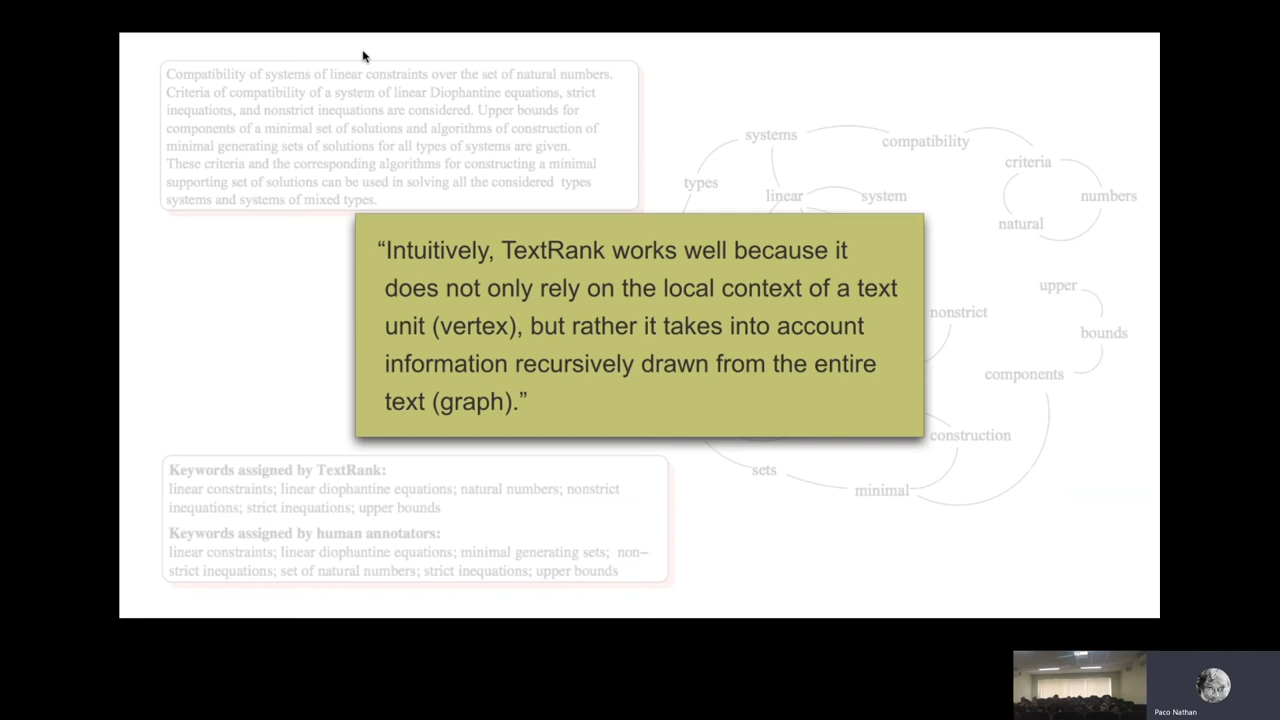 Compatibility of systems of linear constraints over the set of natural numbers.
Criteria of compatibility of a system of linear Diophantine equations, strict
inequations, and nonstrict inequations are considered. Upper bounds for
components of a minimal set of solutions and algorithms of construction of
minimal generating sets of solutions for all types of systems are given.
These criteria and the corresponding algorithms for constructing a minimal
supporting set of solutions can be used in solving all the considered types
systems and systems of mixed types.
systems
compatibility
criteria
types
linear
system
numbers
natural
upper
nonstrict
bounds
components
construction
sets
minimal
“Intuitively, TextRank works well because it
does not only rely on the local context of a text
unit (vertex), but rather it takes into account
information recursively drawn from the entire
text (graph).”
Keywords assigned by TextRank:
linear constraints; linear diophantine equations; natural numbers; nonstrict
inequations; strict inequations; upper bounds
Keywords assigned by human annotators:
linear constraints; linear diophantine equations; minimal generating sets; non−
strict inequations; set of natural numbers; strict inequations; upper bounds
Paco Nathan